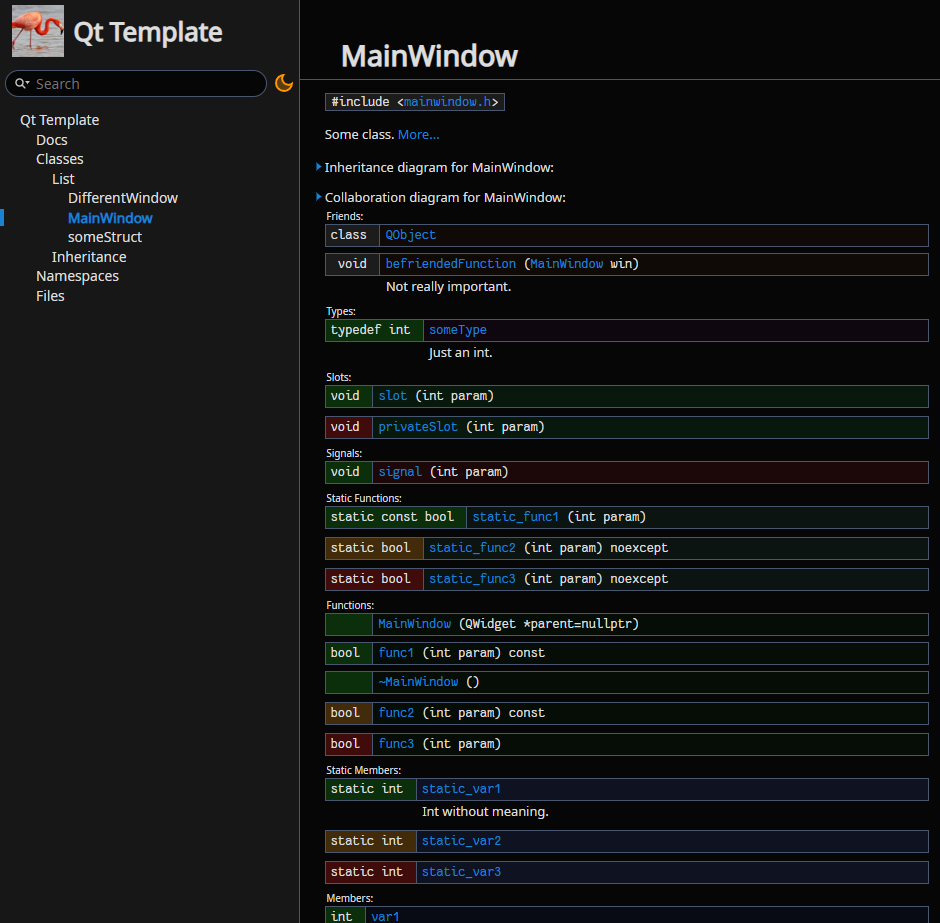 Qt Template
Search
Qt Template
Docs
Classes
List
DifferentWindow
MainWindow
someStruct
Inheritance
Namespaces
Files
MainWindow
#include <mainwindow.h>
Some class. More...
Inheritance diagram for MainWindow:
Collaboration diagram for MainWindow:
Friends:
class QObject
void befriendedFunction (MainWindow win)
Not really important.
Types:
typedef int someType
Just an int.
Slots:
void slot (int param)
void privateSlot (int param)
Signals:
void signal (int param)
Static Functions:
static const bool static_func1 (int param)
static bool static_func2 (int param) noexcept
static bool static_func3 (int param) noexcept
Functions:
MainWindow (QWidget *parent=nullptr)
bool func1 (int param) const
~MainWindow ()
bool func2 (int param) const
bool func3 (int param)
Static Members:
static int static_var1
Int without meaning.
static int static_var2
static int static_var3
Members:
int var1